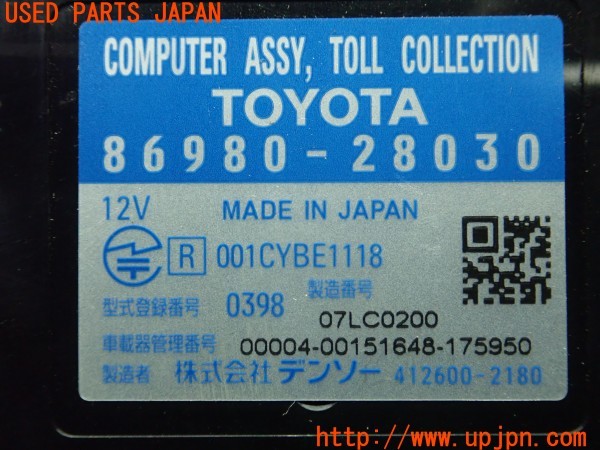 USED PARTS JAPAN
COMPUTER ASSY, TOLL COLLECTION
TOYOTA
86980-28030
12V MADE IN JAPAN
R 001CYBE1118
型式登録番号 0398 製造番号
07LC0200
車載器管理番号 00004-00151648-175950
製造者 株式会社 デンソー 412600-2180
http://www.upjpn.com